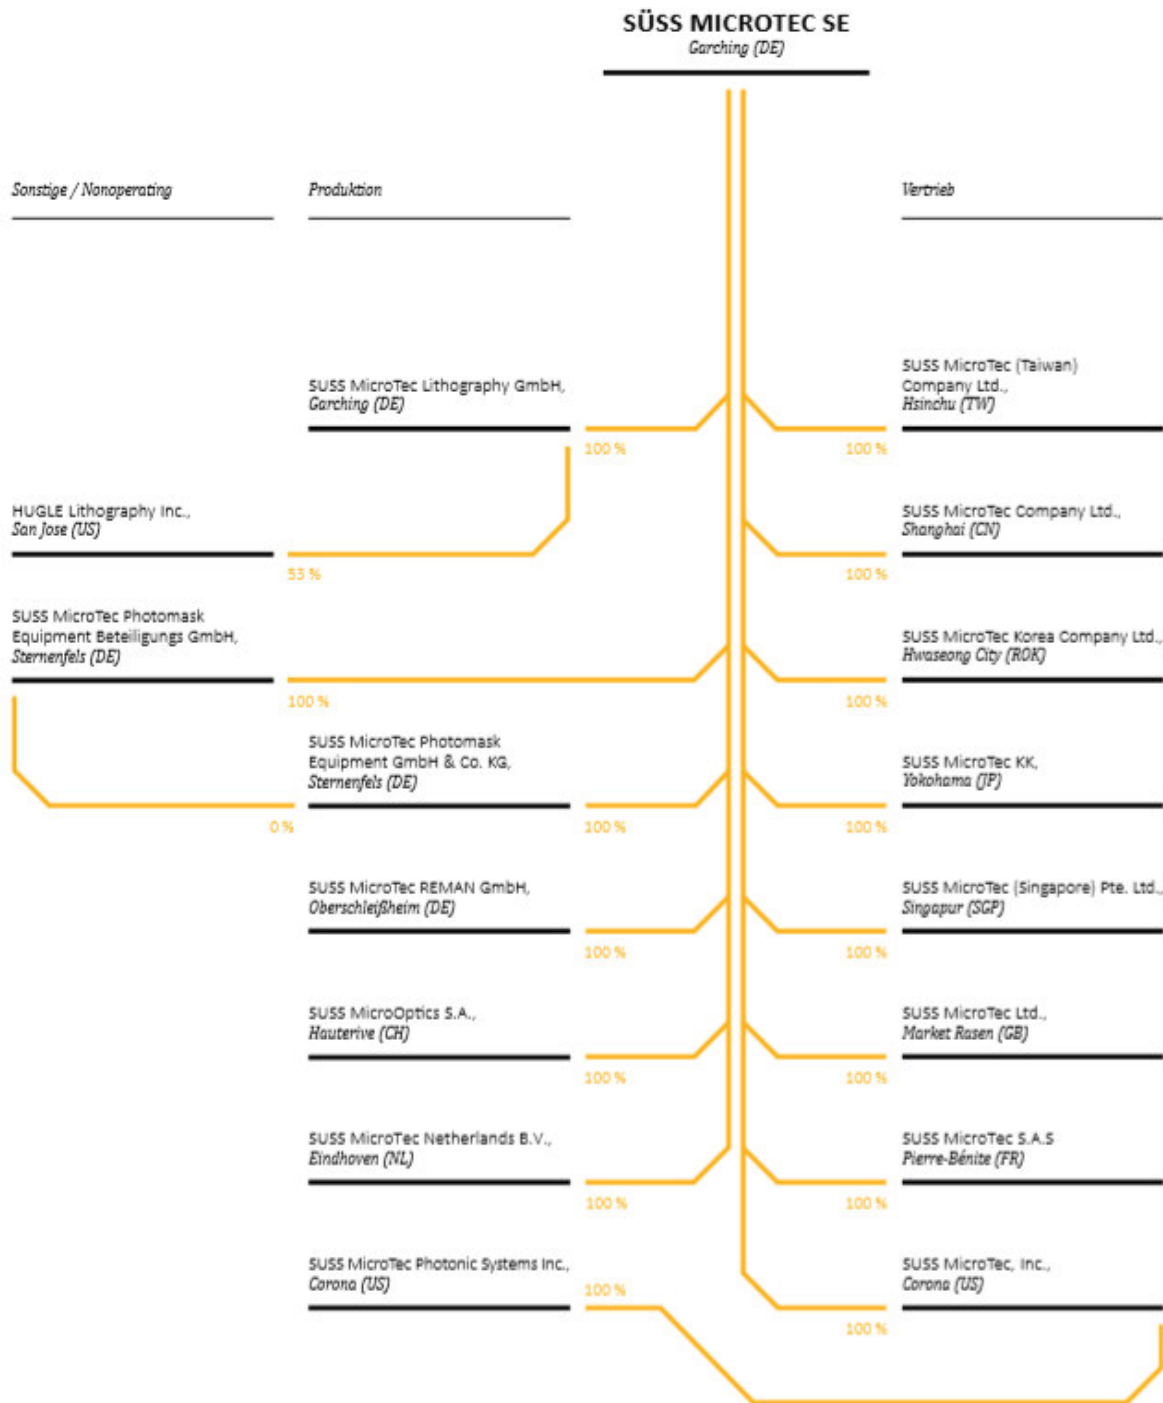 SÜSS MICROTEC SE
Garching (DE)
Sonstige / Nonoperating
Produktion
Vertrieb
SUSS MicroTec Lithography GmbH,
Garching (DE)
100 %
SUSS MicroTec (Taiwan)
Company Ltd.,
Hsinchu (TW)
100 %
HUGLE Lithography Inc.,
San Jose (US)
53 %
SUSS MicroTec Company Ltd.,
Shanghai (CN)
100 %
SUSS MicroTec Photomask
Equipment Beteiligungs GmbH,
Sternenfels (DE)
100 %
SUSS MicroTec Korea Company Ltd.,
Hwaseong City (ROK)
100 %
SUSS MicroTec Photomask
Equipment GmbH & Co. KG,
Sternenfels (DE)
0 %
100 %
SUSS MicroTec KK,
Yokohama (JP)
100 %
SUSS MicroTec REMAN GmbH,
Oberschleißheim (DE)
100 %
SUSS MicroTec (Singapore) Pte. Ltd.,
Singapur (SGP)
100 %
SUSS MicroOptics S.A.,
Hauterive (CH)
100 %
SUSS MicroTec Ltd.,
Market Rasen (GB)
100 %
SUSS MicroTec Netherlands B.V.,
Eindhoven (NL)
100 %
SUSS MicroTec S.A.S
Pierre-Bénite (FR)
100 %
SUSS MicroTec Photonic Systems Inc.,
Corona (US)
100 %
SUSS MicroTec, Inc.,
Corona (US)
100 %